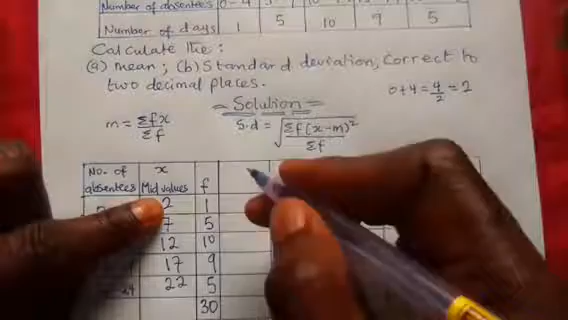 Number of absentees 0-4
Number of days 1 5 10 9 5
Calculate the:
(a) mean; (b) Standard deviation, correct to
two decimal places.
0+4=4/2=2
Solution
m = Σfx/Σf
S.d = √Σf(x-m)²/Σf
No. of absentees x Mid values f
2 1
7 5
12 10
17 9
22 5
30